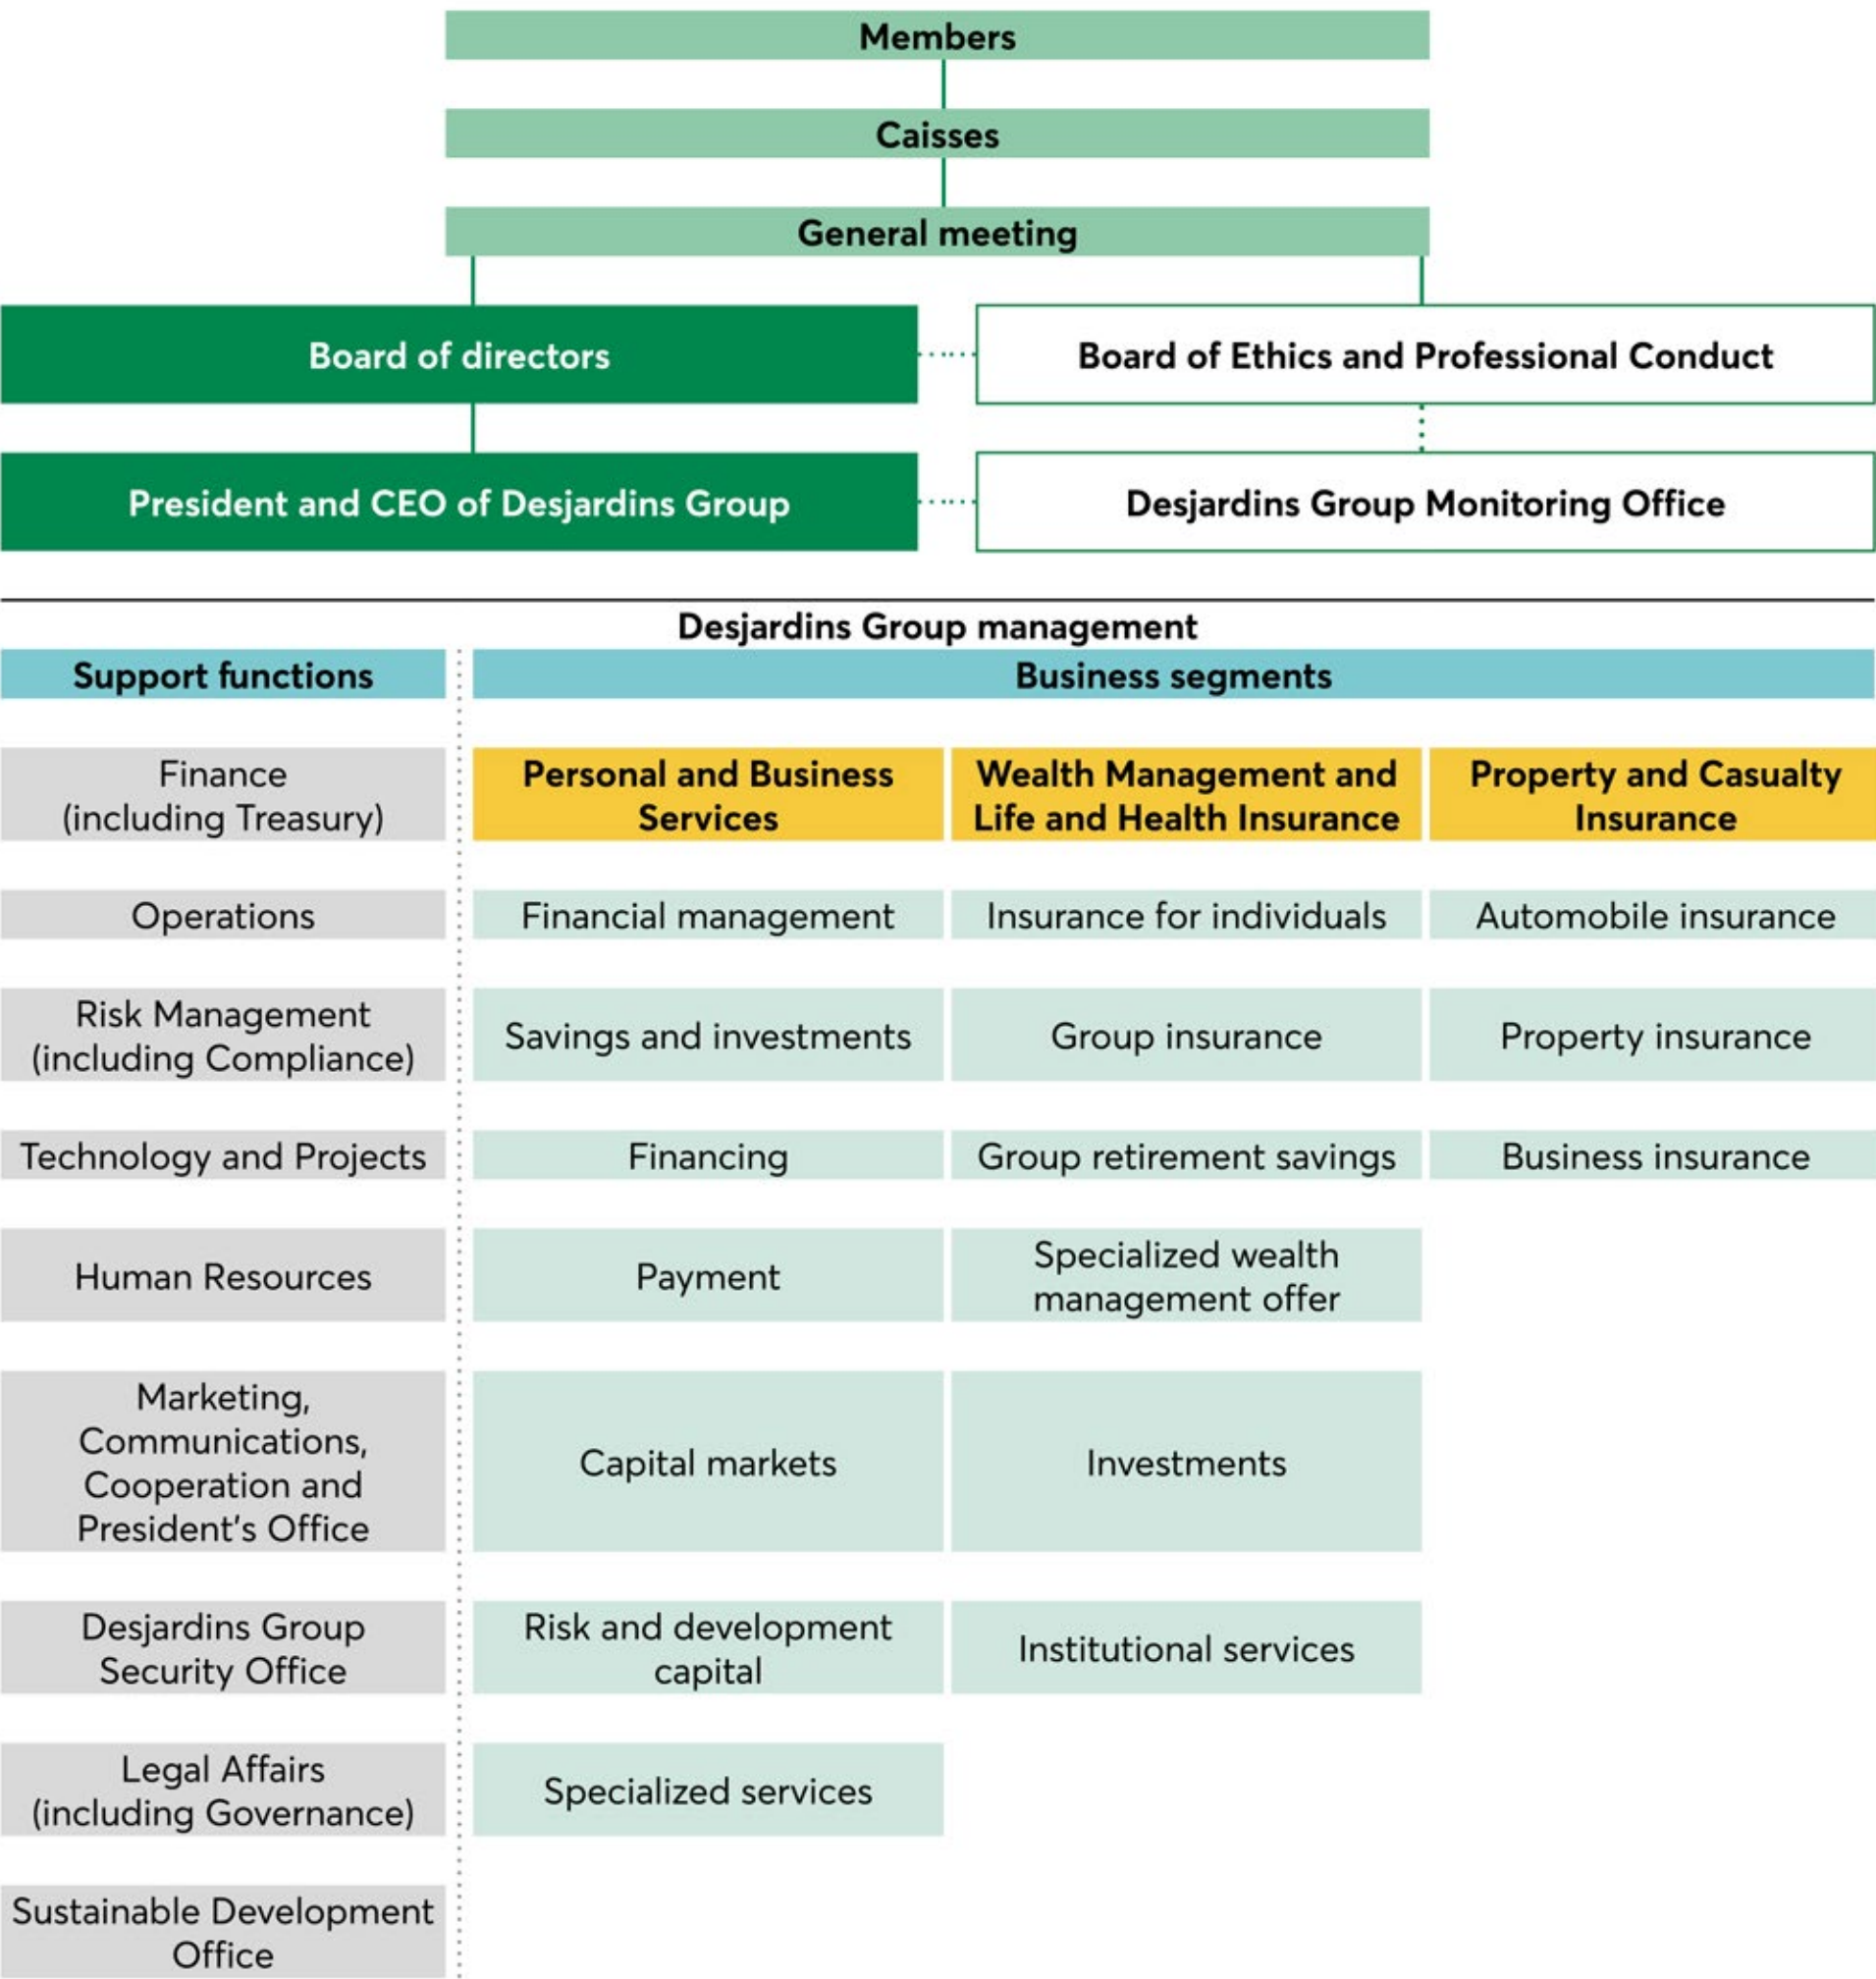 Members
Caisses
General meeting
Board of directors
Board of Ethics and Professional Conduct
President and CEO of Desjardins Group
Desjardins Group Monitoring Office
Desjardins Group management
Support functions
Business segments
Finance
(including Treasury)
Personal and Business
Services
Wealth Management and
Life and Health Insurance
Property and Casualty
Insurance
Operations
Financial management
Insurance for individuals
Automobile insurance
Risk Management
(including Compliance)
Savings and investments
Group insurance
Property insurance
Technology and Projects
Financing
Group retirement savings
Business insurance
Human Resources
Payment
Specialized wealth
management offer
Marketing,
Communications,
Cooperation and
President's Office
Capital markets
Investments
Desjardins Group
Security Office
Risk and development
capital
Institutional services
Legal Affairs
(including Governance)
Specialized services
Sustainable Development
Office